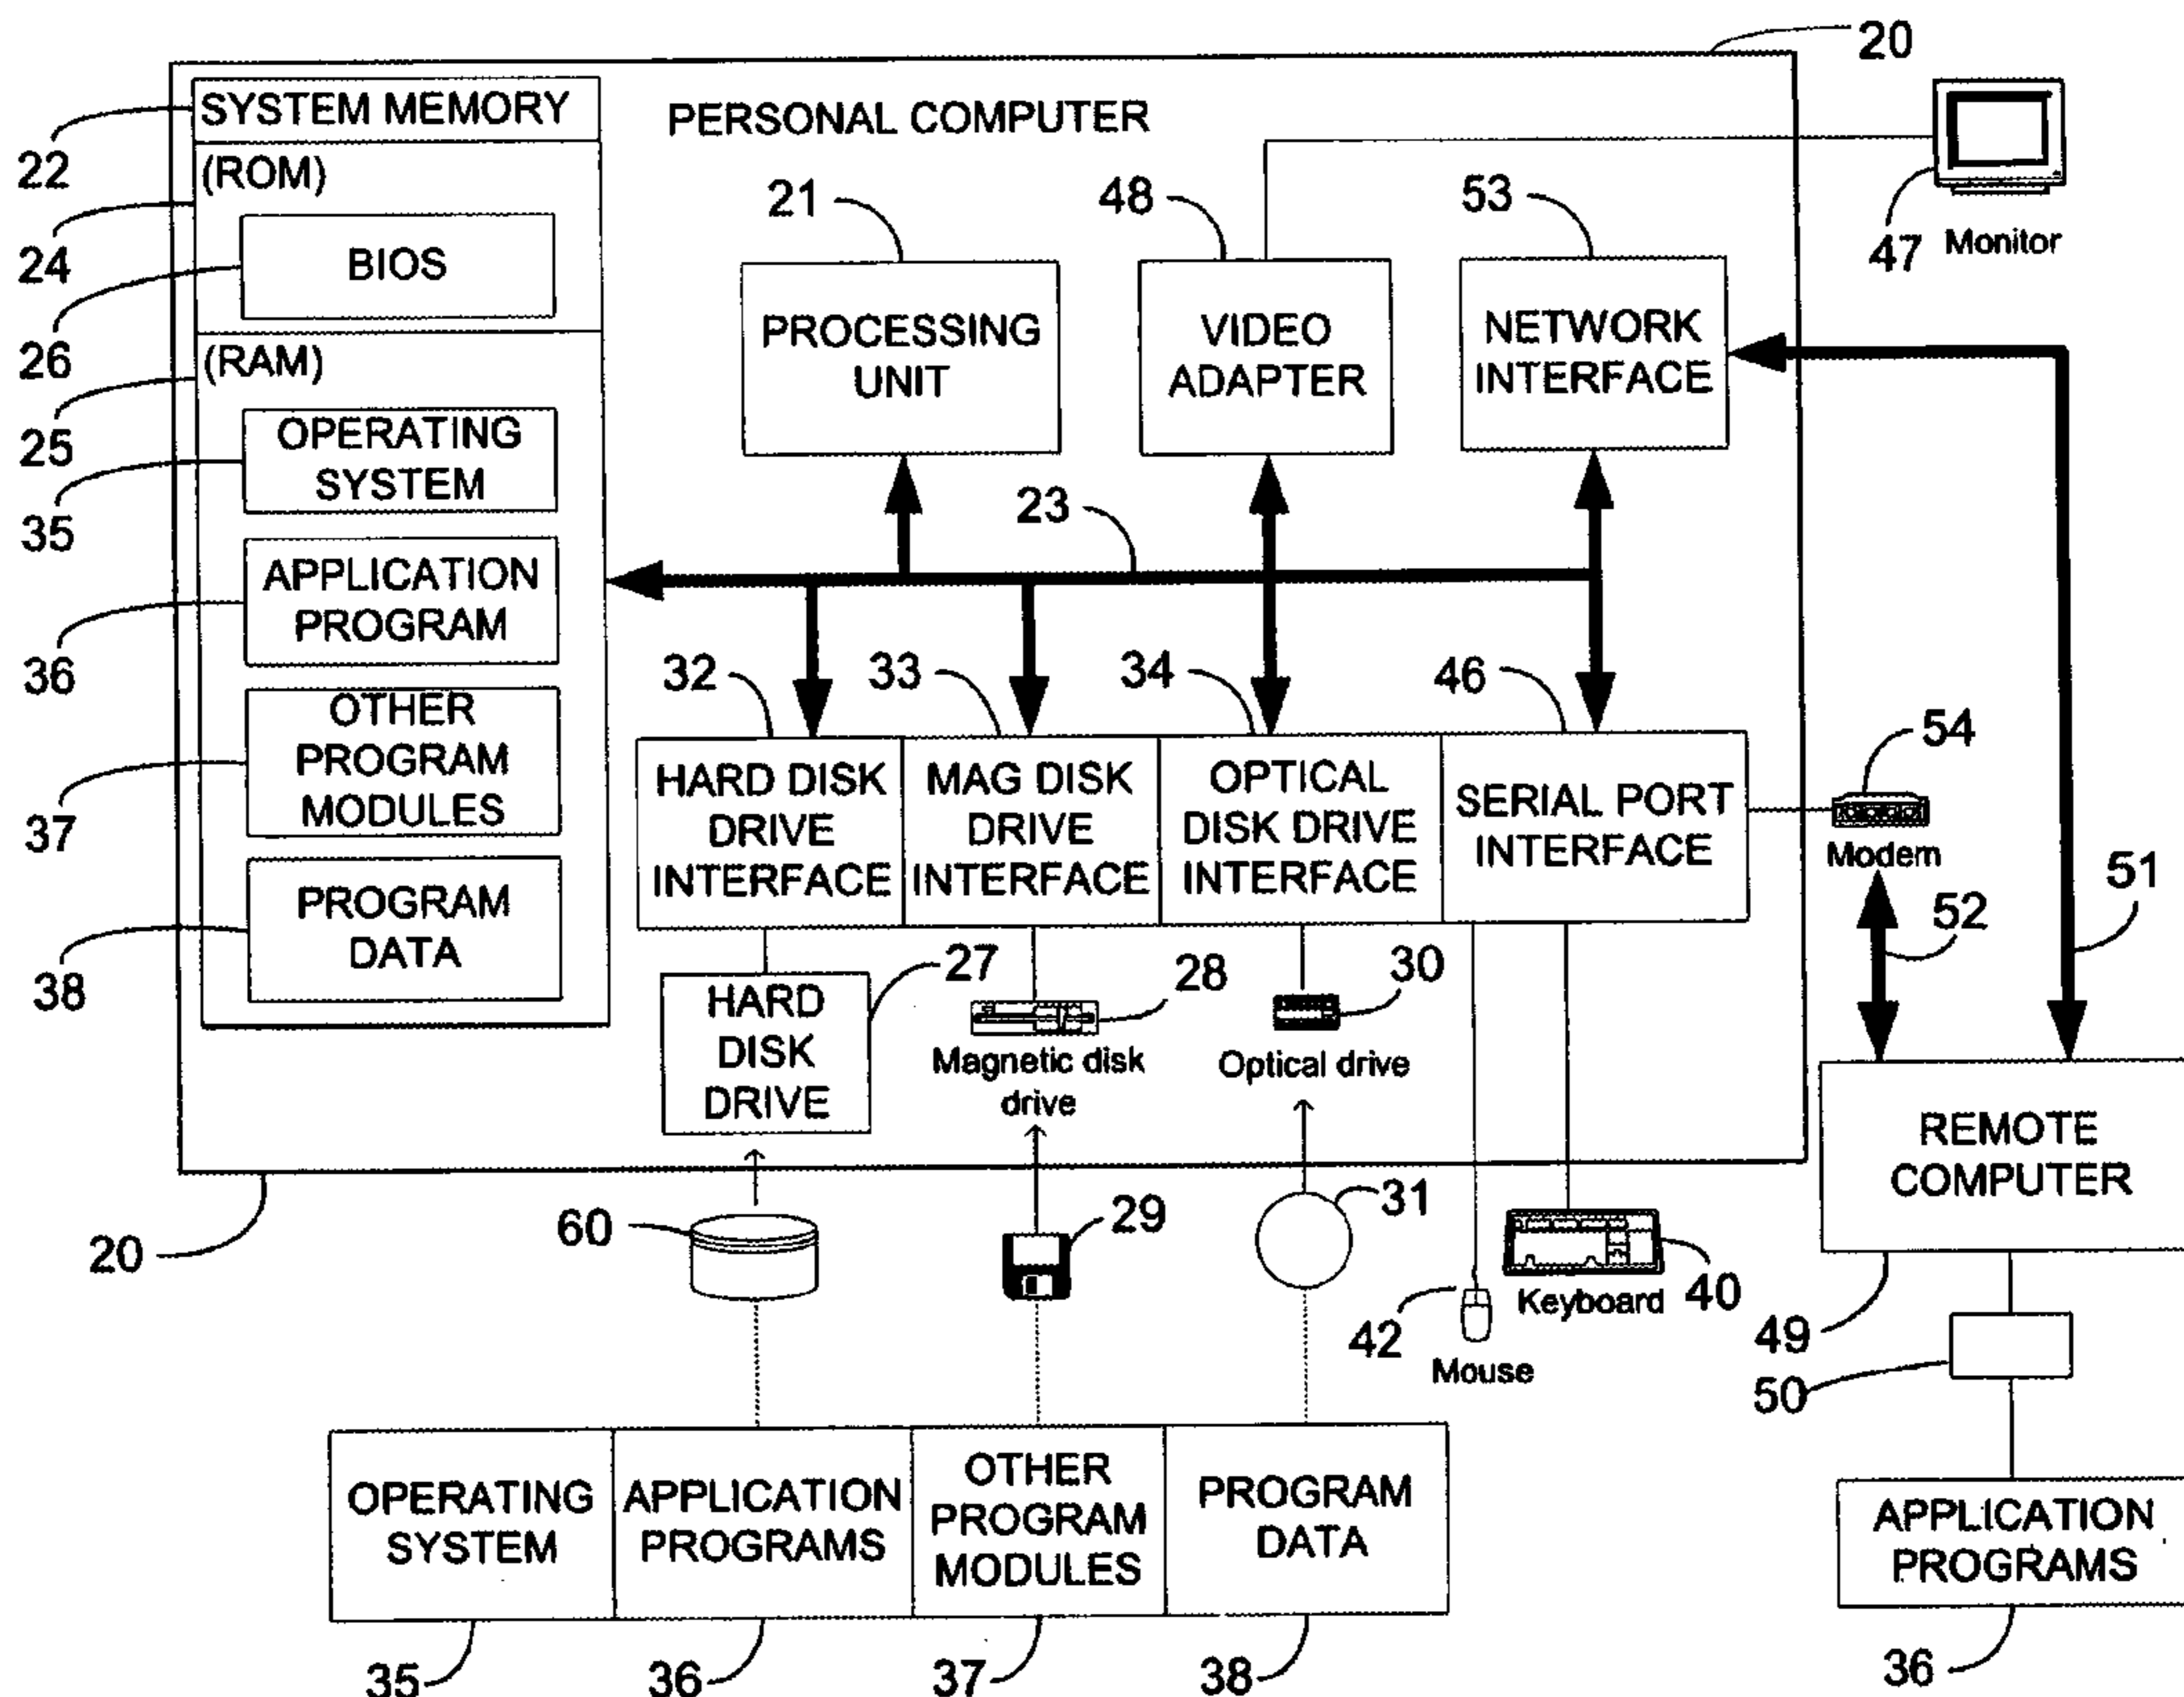 20
SYSTEM MEMORY
PERSONAL COMPUTER
22
(ROM)
21
48
53
47
Monitor
24
BIOS
PROCESSING
UNIT
VIDEO
ADAPTER
NETWORK
INTERFACE
26
(RAM)
25
OPERATING
SYSTEM
23
35
APPLICATION
PROGRAM
36
32
33
34
46
OTHER
PROGRAM
MODULES
37
54
HARD DISK
DRIVE
INTERFACE
MAG DISK
DRIVE
INTERFACE
OPTICAL
DISK DRIVE
INTERFACE
SERIAL PORT
INTERFACE
Modem
51
52
PROGRAM
DATA
38
27
28
30
HARD
DISK
DRIVE
Magnetic disk
drive
Optical drive
REMOTE
COMPUTER
20
60
29
31
42
Mouse
Keyboard
40
49
50
OPERATING
SYSTEM
APPLICATION
PROGRAMS
OTHER
PROGRAM
MODULES
PROGRAM
DATA
APPLICATION
PROGRAMS
35
36
37
38
36